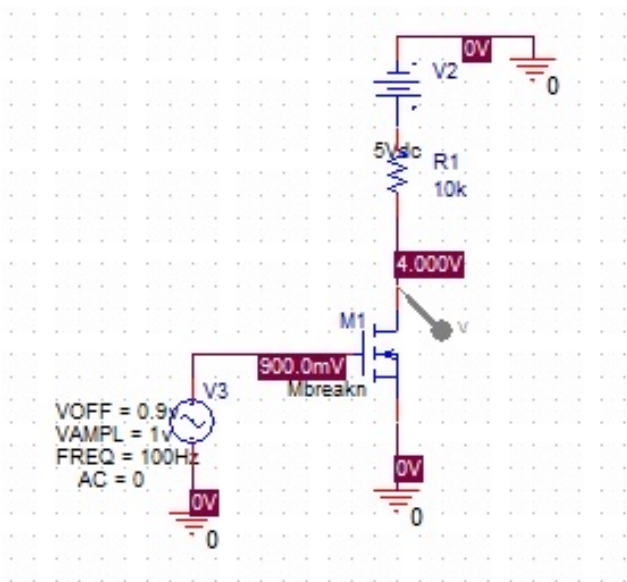 0V
V2
0
5Vdc
R1
10k
4.000V
M1
V
900.0mV
Mbreakn
V3
VOFF = 0.9v
VAMPL = 1v
FREQ = 100Hz
AC = 0
0V
0V
0
0